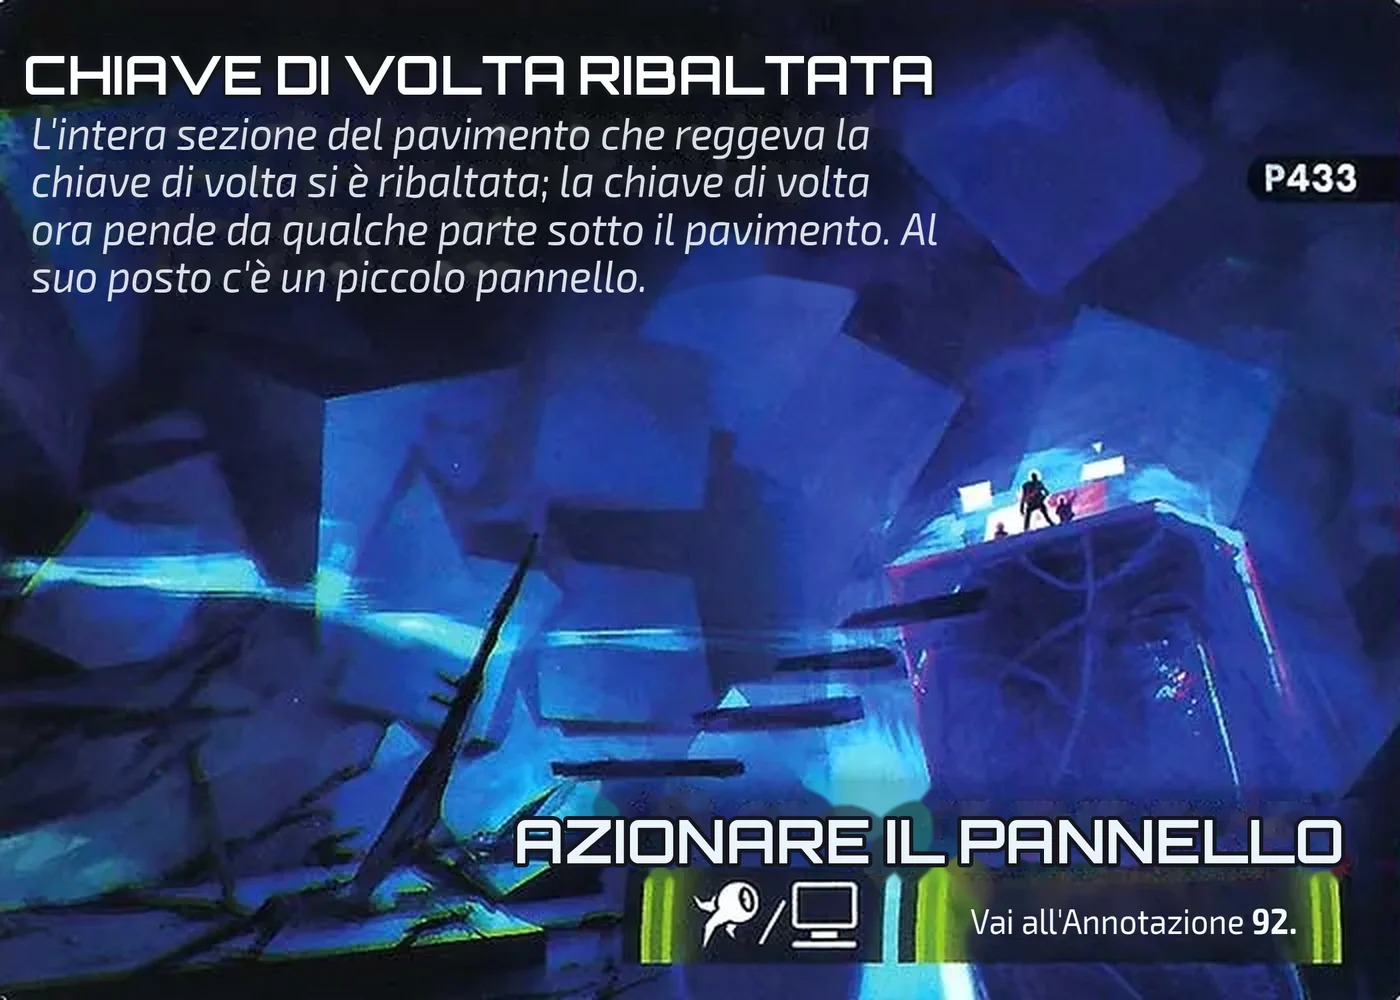 CHIAVE DI VOLTA RIBALTATA
L'intera sezione del pavimento che reggeva la
chiave di volta si è ribaltata; la chiave di volta
ora pende da qualche parte sotto il pavimento. Al
suo posto c'è un piccolo pannello.
P433
AZIONARE IL PANNELLO
/
Vai all'Annotazione 92.